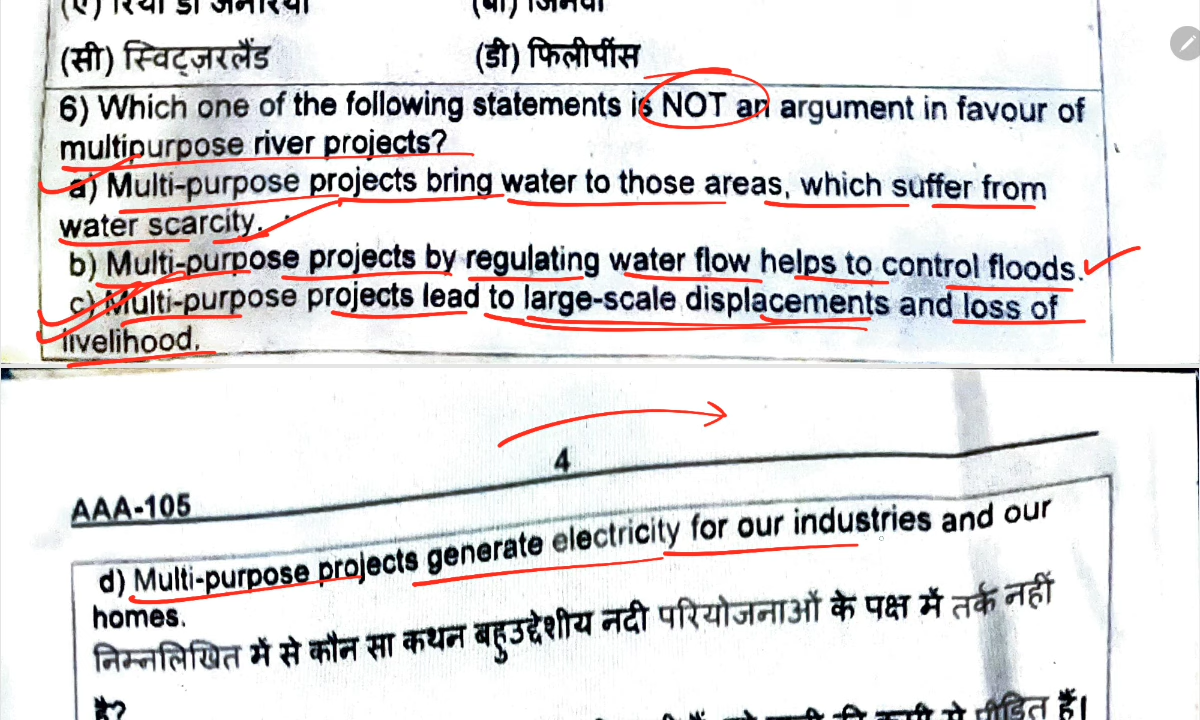 (ए) रियो डी जनेरियो (बी) जिनेवा
(सी) स्विट्ज़रलैंड (डी) फिलीपींस
6) Which one of the following statements is NOT an argument in favour of
multipurpose river projects?
a) Multi-purpose projects bring water to those areas, which suffer from
water scarcity.
b) Multi-purpose projects by regulating water flow helps to control floods.
c) Multi-purpose projects lead to large-scale displacements and loss of
livelihood.
4
AAA-105
d) Multi-purpose projects generate electricity for our industries and our
homes.
निम्नलिखित में से कौन सा कथन बहुउद्देशीय नदी परियोजनाओं के पक्ष में तर्क नहीं
है?
पीड़ित हैं।